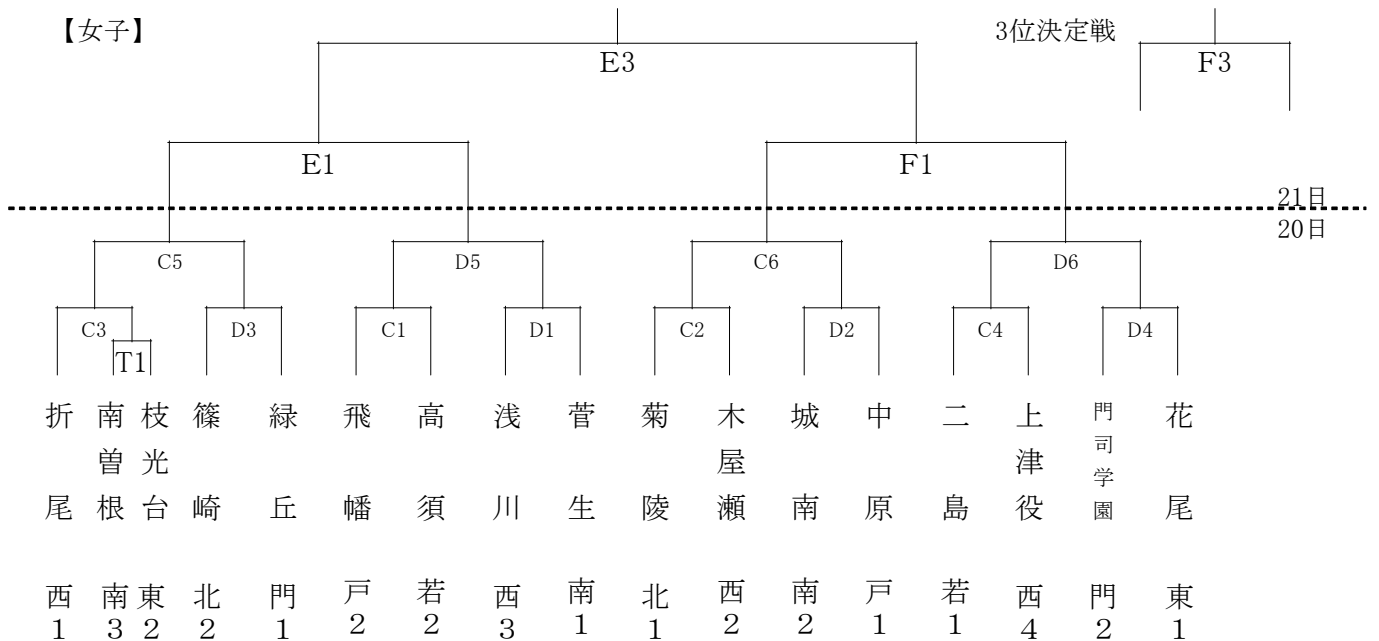 【女子】 3位決定戦
E3 F3
E1 F1
21日
20日
C5 D5 C6 D6
C3 D3 C1 D1 C2 D2 C4 D4
T1
折尾 南曽根 枝光台 篠崎 緑丘 飛幡 高須 浅川 菅生 菊陵 木屋瀬 城南 中原 二島 上津役 門司学園 花尾
西1 南3 東2 北2 門1 戸2 若2 西3 南1 北1 西2 南2 戸1 若1 西4 門2 東1